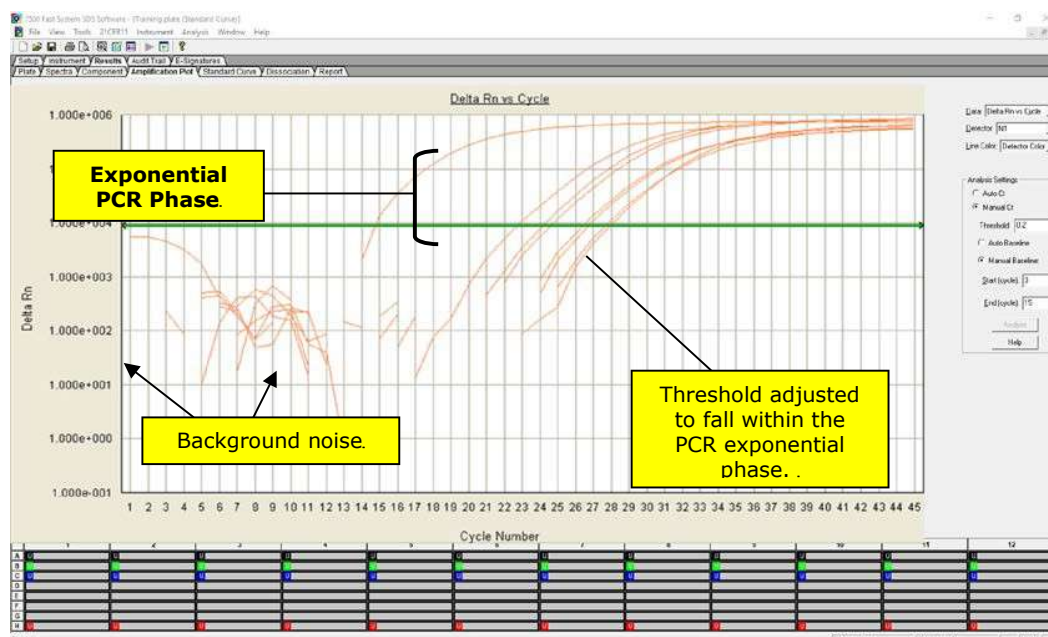 7500 Fast System SDS Software - [Training plate (Standard Curve)]
File View Tools Instrument Analysis Window Help
Setup Instrument Results Audit Trail E-Signatures
Plate Spectra Component Amplification Plot Standard Curve Dissociation Report
Delta Rn vs Cycle
1.000e+006
1.000e+004
1.000e+003
1.000e+002
1.000e+001
1.000e+000
1.000e-001
Delta Rn
Exponential
PCR Phase.
Background noise.
Threshold adjusted
to fall within the
PCR exponential
phase. .
1 2 3 4 5 6 7 8 9 10 11 12 13 14 15 16 17 18 19 20 21 22 23 24 25 26 27 28 29 30 31 32 33 34 35 36 37 38 39 40 41 42 43 44 45
Cycle Number
Data: Delta Rn vs Cycle
Detector: N1
Line Color: Detector Color
Analysis Settings
Auto Ct
Manual Ct
Threshold: 0.2
Auto Baseline
Manual Baseline
Start (cycle): 3
End (cycle): 15
Analyze
Help
1 2 3 4 5 6 7 8 9 10 11 12
A U U U U U U U U U U U U
B U U U U U U U U U U U U
C U U U U U U U U U U U U
D
E
F
G
H U U U U U U U U U U U U